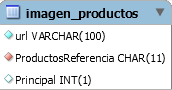 imagen_productos
url VARCHAR(100)
ProductosReferencia CHAR(11)
Principal INT(1)